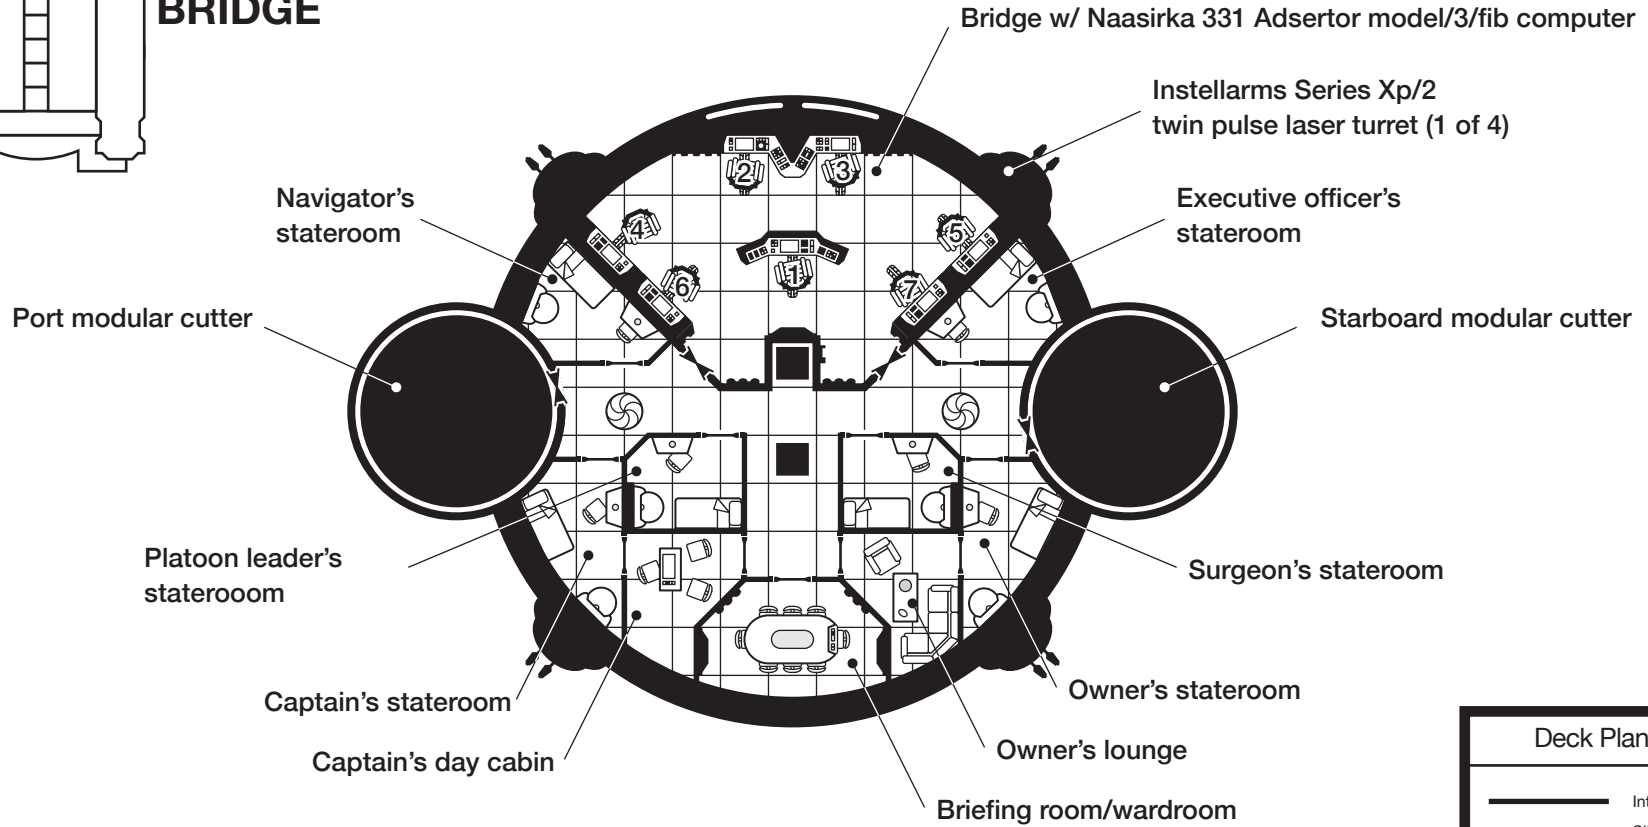 BRIDGE
Bridge w/ Naasirka 331 Adsertor model/3/fib computer
Instellarms Series Xp/2
twin pulse laser turret (1 of 4)
Navigator’s
stateroom
Executive officer’s
stateroom
2
3
4
5
1
6
7
Port modular cutter
Starboard modular cutter
Platoon leader’s
staterooom
Surgeon’s stateroom
Captain’s stateroom
Owner’s stateroom
Captain’s day cabin
Owner’s lounge
Briefing room/wardroom
Deck Plan